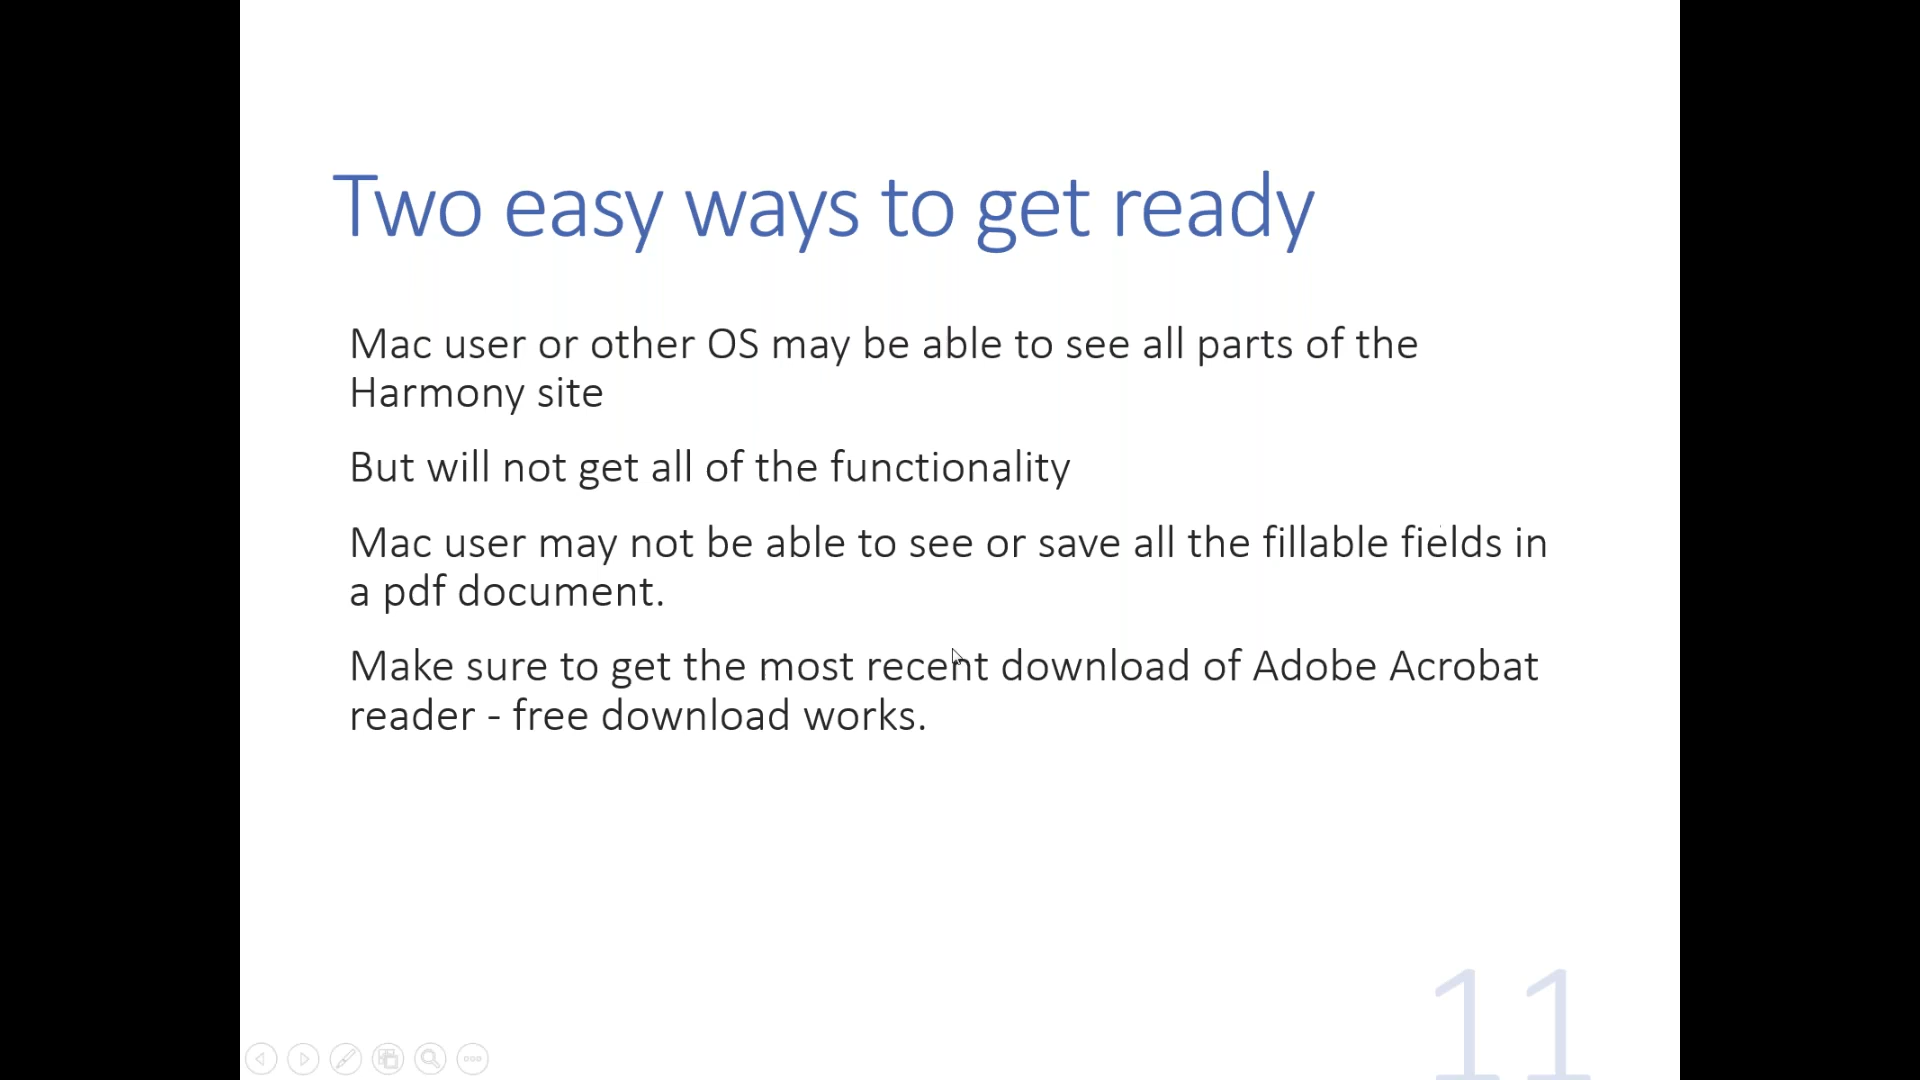 Two easy ways to get ready
Mac user or other OS may be able to see all parts of the
Harmony site
But will not get all of the functionality
Mac user may not be able to see or save all the fillable fields in
a pdf document.
Make sure to get the most recent download of Adobe Acrobat
reader - free download works.
11